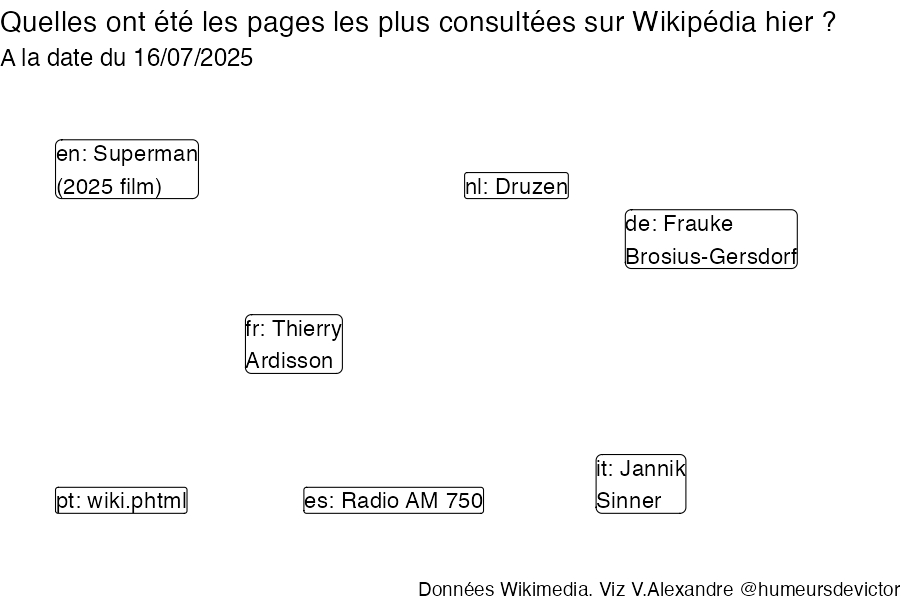 Quelles ont été les pages les plus consultées sur Wikipédia hier ?
A la date du 16/07/2025
en: Superman
(2025 film)
nl: Druzen
de: Frauke
Brosius-Gersdorf
fr: Thierry
Ardisson
pt: wiki.phtml
es: Radio AM 750
it: Jannik
Sinner
Données Wikimedia. Viz V.Alexandre @humeursdevictor